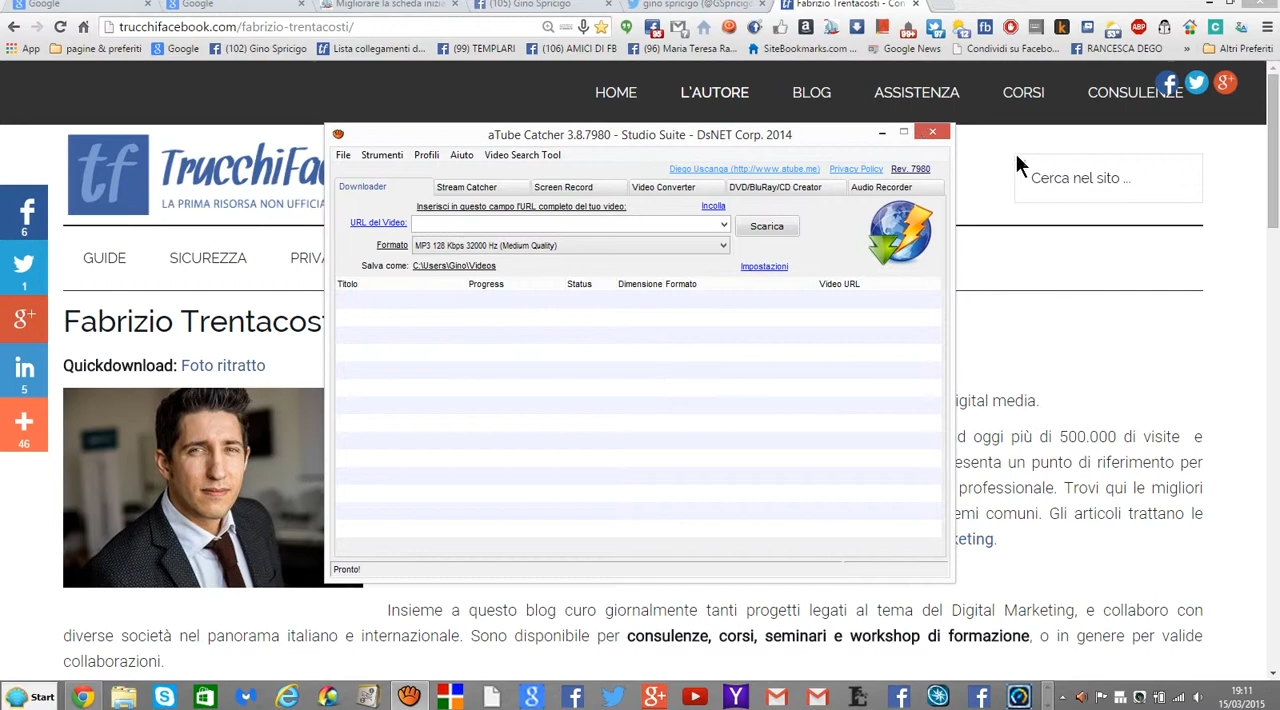 Google
Google
Migliorare la scheda inizi
(105) Gino Spricigo
gino spricigo (@GSpricig
Fabrizio Trentacosti - Con
trucchifacebook.com/fabrizio-trentacosti/
App pagine & preferiti Google (102) Gino Spricigo Lista collegamenti d... (99) TEMPLARI (106) AMICI DI FB (96) Maria Teresa Ra... SiteBookmarks.com ... Google News Condividi su Facebo... RANCESCA DEGO » Altri Preferiti
HOME L'AUTORE BLOG ASSISTENZA CORSI CONSULENZE
tf TrucchiFac
LA PRIMA RISORSA NON UFFICIA
Cerca nel sito ...
GUIDE SICUREZZA PRIVA
Fabrizio Trentacost
Quickdownload: Foto ritratto
6
1
g+
in
5
+
46
aTube Catcher 3.8.7980 - Studio Suite - DsNET Corp. 2014
File Strumenti Profili Aiuto Video Search Tool
Diego Uscanga (http://www.atube.me) Privacy Policy Rev. 7980
Downloader Stream Catcher Screen Record Video Converter DVD/BluRay/CD Creator Audio Recorder
Inserisci in questo campo l'URL completo del tuo video: Incolla
URL del Video: Scarica
Formato MP3 128 Kbps 32000 Hz (Medium Quality)
Salva come: C:\Users\Gino\Videos Impostazioni
Titolo Progress Status Dimensione Formato Video URL
Pronto!
igital media.
d oggi più di 500.000 di visite e
esenta un punto di riferimento per
professionale. Trovi qui le migliori
emi comuni. Gli articoli trattano le
keting.
Insieme a questo blog curo giornalmente tanti progetti legati al tema del Digital Marketing, e collaboro con
diverse società nel panorama italiano e internazionale. Sono disponibile per consulenze, corsi, seminari e workshop di formazione, o in genere per valide
collaborazioni.
Start
19:11
15/03/2015